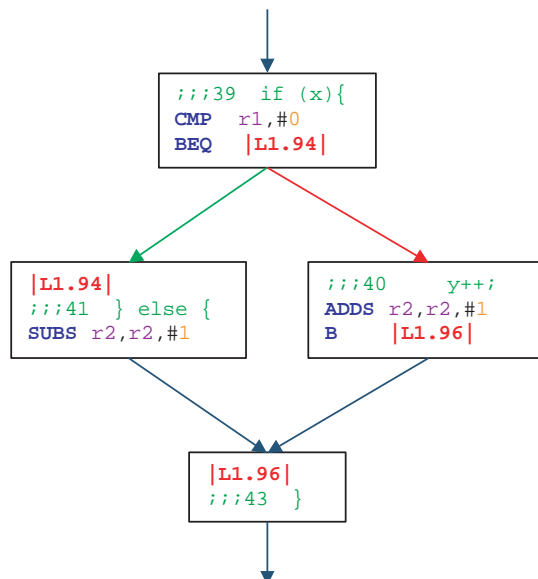 ;;;39  if (x){
CMP  r1,#0
BEQ   |L1.94|
|L1.94|
;;;41  } else {
SUBS r2,r2,#1
;;;40     y++;
ADDS r2,r2,#1
B    |L1.96|
|L1.96|
;;;43  }